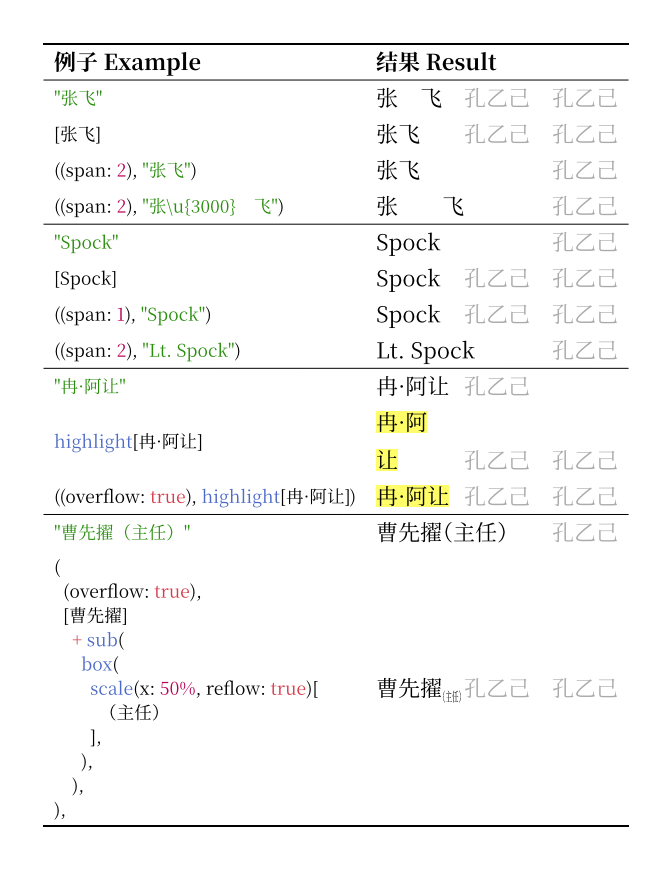 例子 Example 结果 Result
"张飞" 张　飞 孔乙己 孔乙己
[张飞] 张飞 孔乙己 孔乙己
((span: 2), "张飞") 张飞 孔乙己
((span: 2), "张\u{3000}　飞") 张　　飞 孔乙己
"Spock" Spock 孔乙己
[Spock] Spock 孔乙己 孔乙己
((span: 1), "Spock") Spock 孔乙己 孔乙己
((span: 2), "Lt. Spock") Lt. Spock 孔乙己
"冉·阿让" 冉·阿让 孔乙己
冉·阿
highlight[冉·阿让]
让 孔乙己 孔乙己
((overflow: true), highlight[冉·阿让]) 冉·阿让 孔乙己 孔乙己
"曹先擢（主任）" 曹先擢（主任） 孔乙己
(
(overflow: true),
[曹先擢]
+ sub(
box(
scale(x: 50%, reflow: true)[ 曹先擢（主任） 孔乙己 孔乙己
（主任）
],
),
),
),